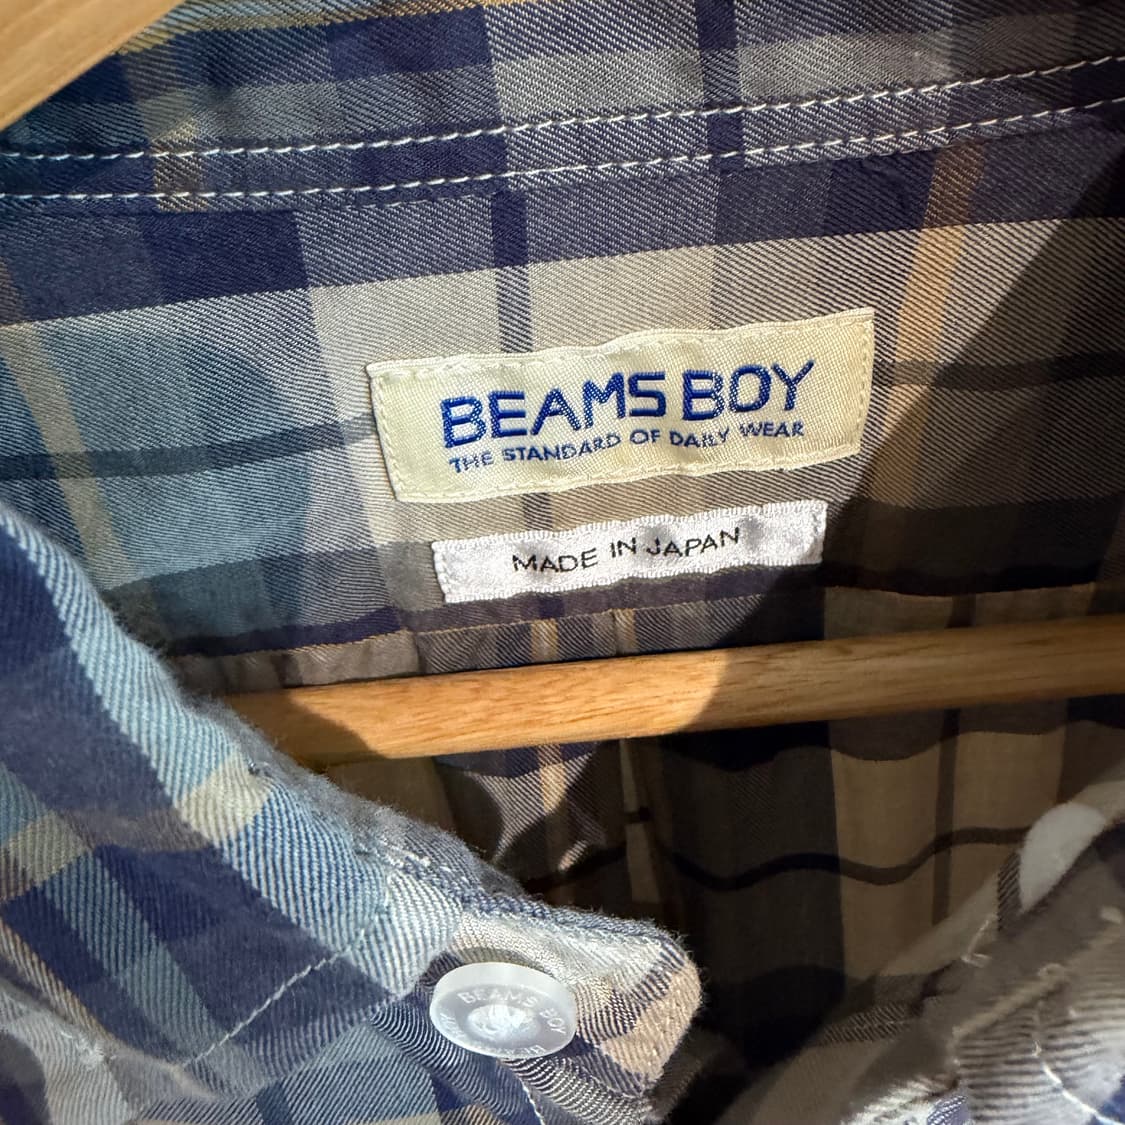 BEAMS BOY
THE STANDARD OF DAILY WEAR
MADE IN JAPAN
BEAMS BOY